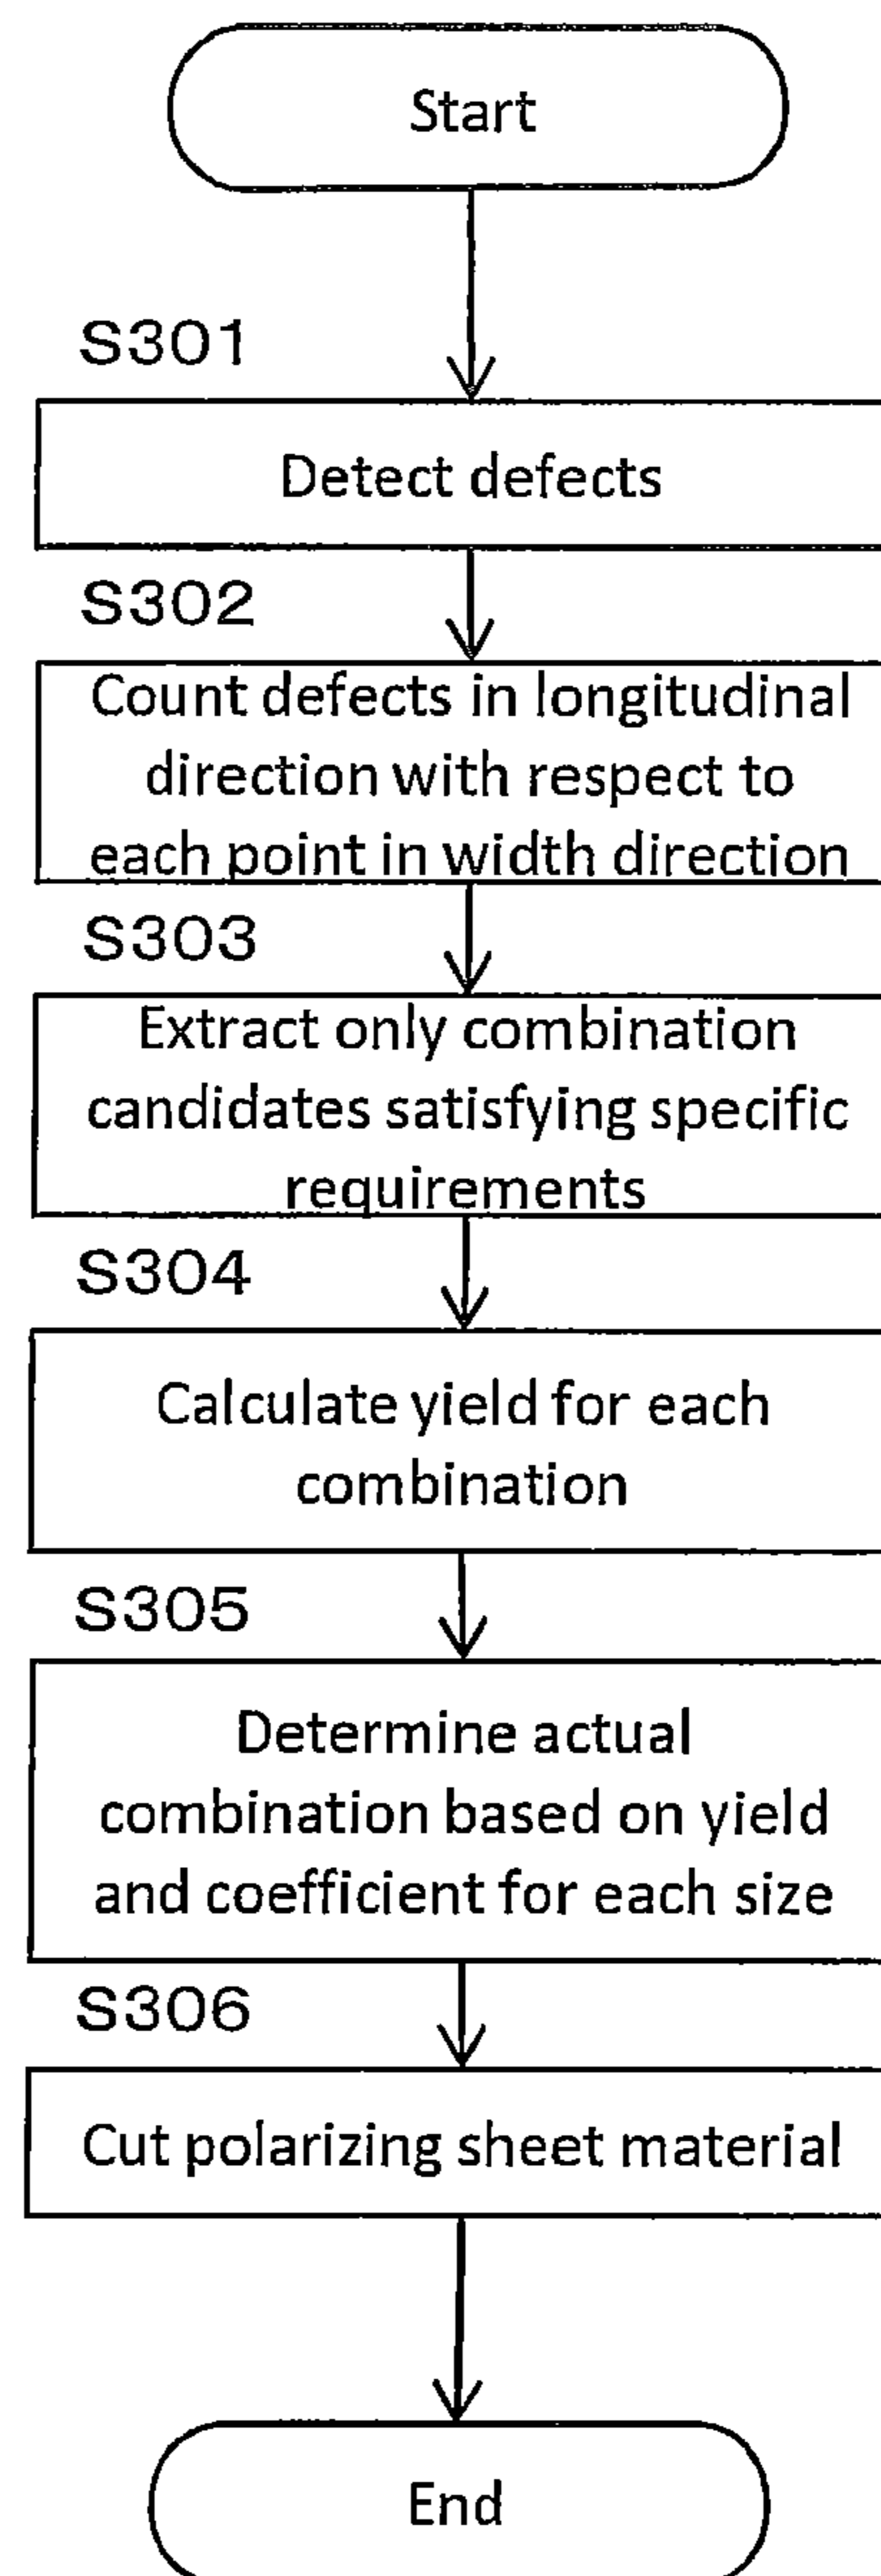 Start
S301
Detect defects
S302
Count defects in longitudinal
direction with respect to
each point in width direction
S303
Extract only combination
candidates satisfying specific
requirements
S304
Calculate yield for each
combination
S305
Determine actual
combination based on yield
and coefficient for each size
S306
Cut polarizing sheet material
End